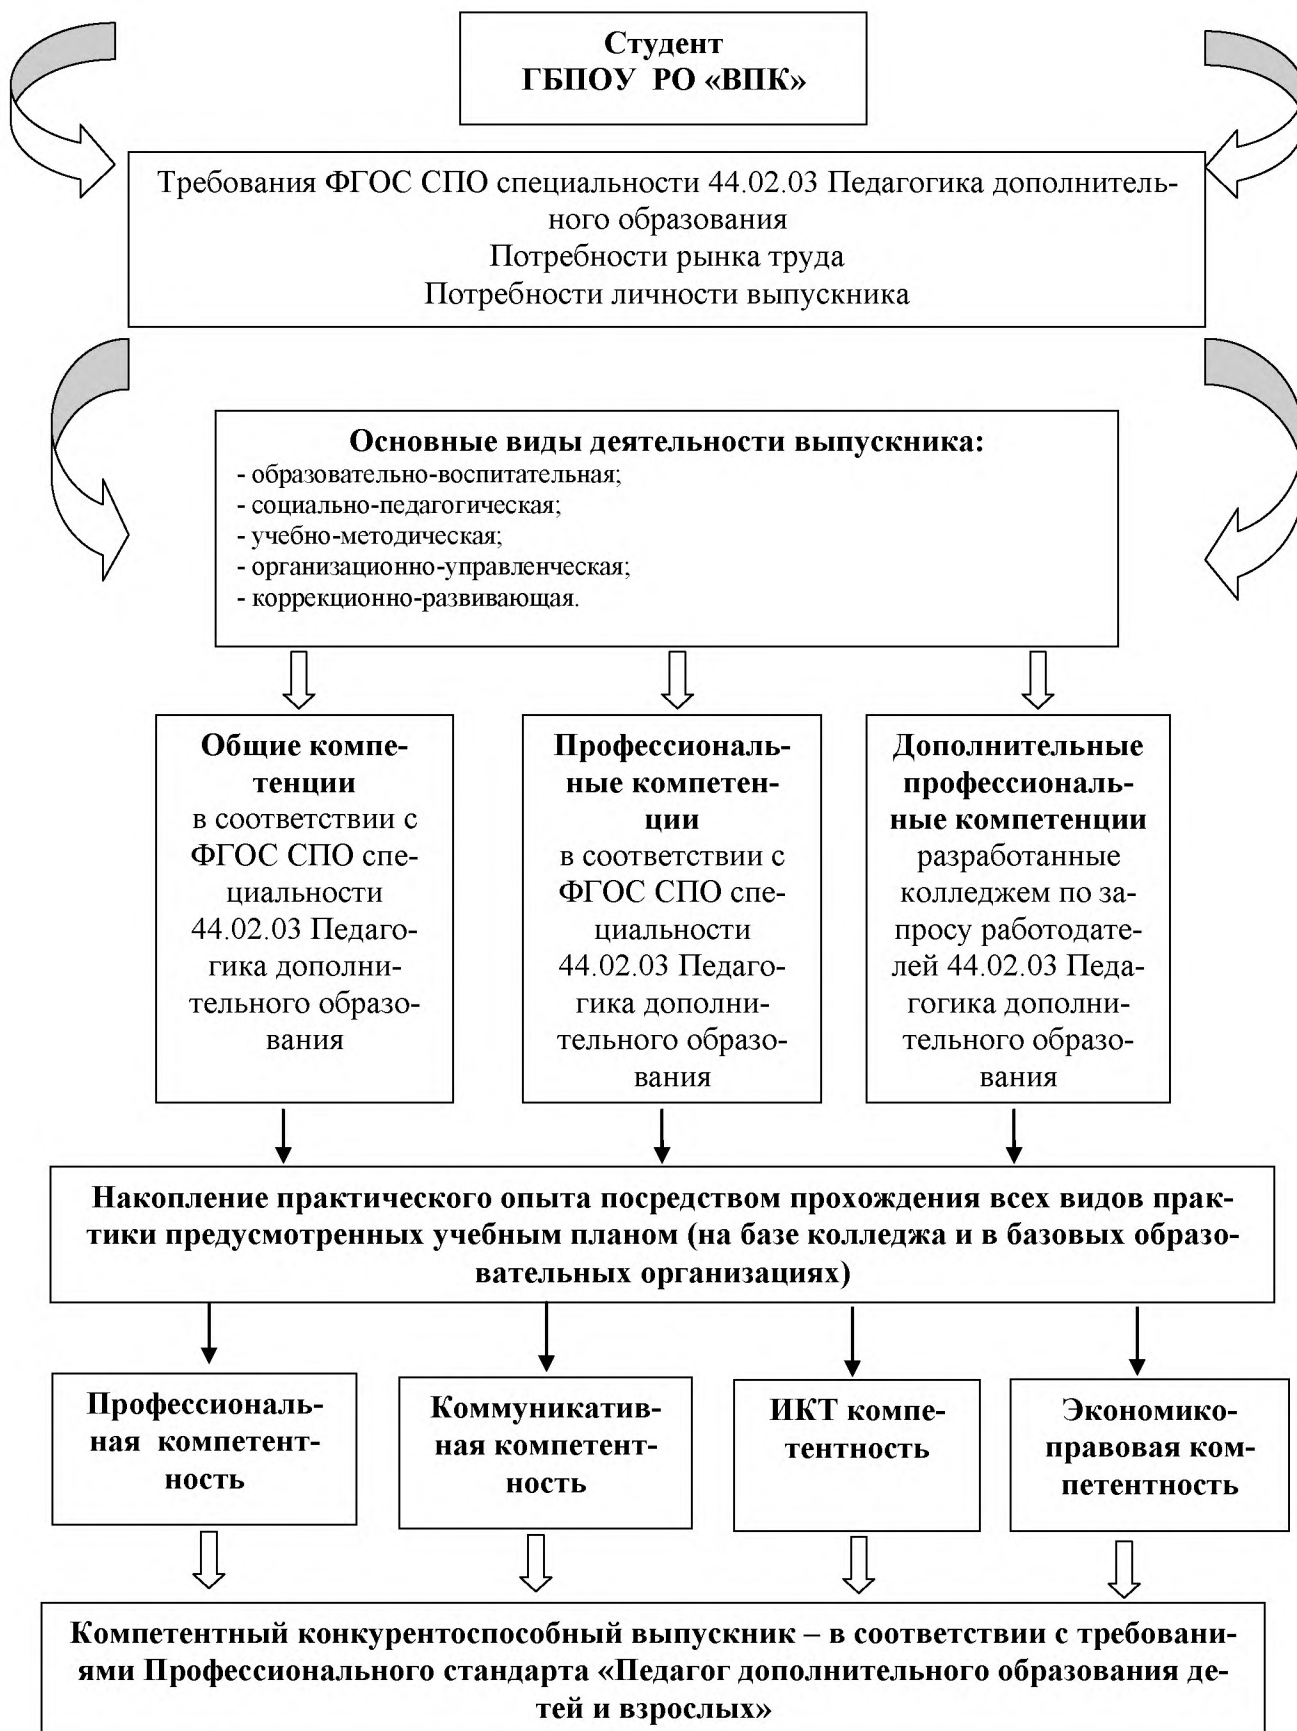 Студент
ГБПОУ РО «ВПК»
Требования ФГОС СПО специальности 44.02.03 Педагогика дополнитель-
ного образования
Потребности рынка труда
Потребности личности выпускника
Основные виды деятельности выпускника:
- образовательно-воспитательная;
- социально-педагогическая;
- учебно-методическая;
- организационно-управленческая;
- коррекционно-развивающая.
Общие компе-
тенции
в соответствии с
ФГОС СПО спе-
циальности
44.02.03 Педаго-
гика дополни-
тельного образо-
вания
Профессиональ-
ные компетен-
ции
в соответствии с
ФГОС СПО спе-
циальности
44.02.03 Педаго-
гика дополни-
тельного образо-
вания
Дополнительные
профессиональ-
ные компетенции
разработанные
колледжем по за-
просу работодате-
лей 44.02.03 Педа-
гогика дополни-
тельного образо-
вания
Накопление практического опыта посредством прохождения всех видов прак-
тики предусмотренных учебным планом (на базе колледжа и в базовых образо-
вательных организациях)
Профессиональ-
ная компетент-
ность
Коммуникатив-
ная компетент-
ность
ИКТ компе-
тентность
Экономико-
правовая ком-
петентность
Компетентный конкурентоспособный выпускник – в соответствии с требовани-
ями Профессионального стандарта «Педагог дополнительного образования де-
тей и взрослых»